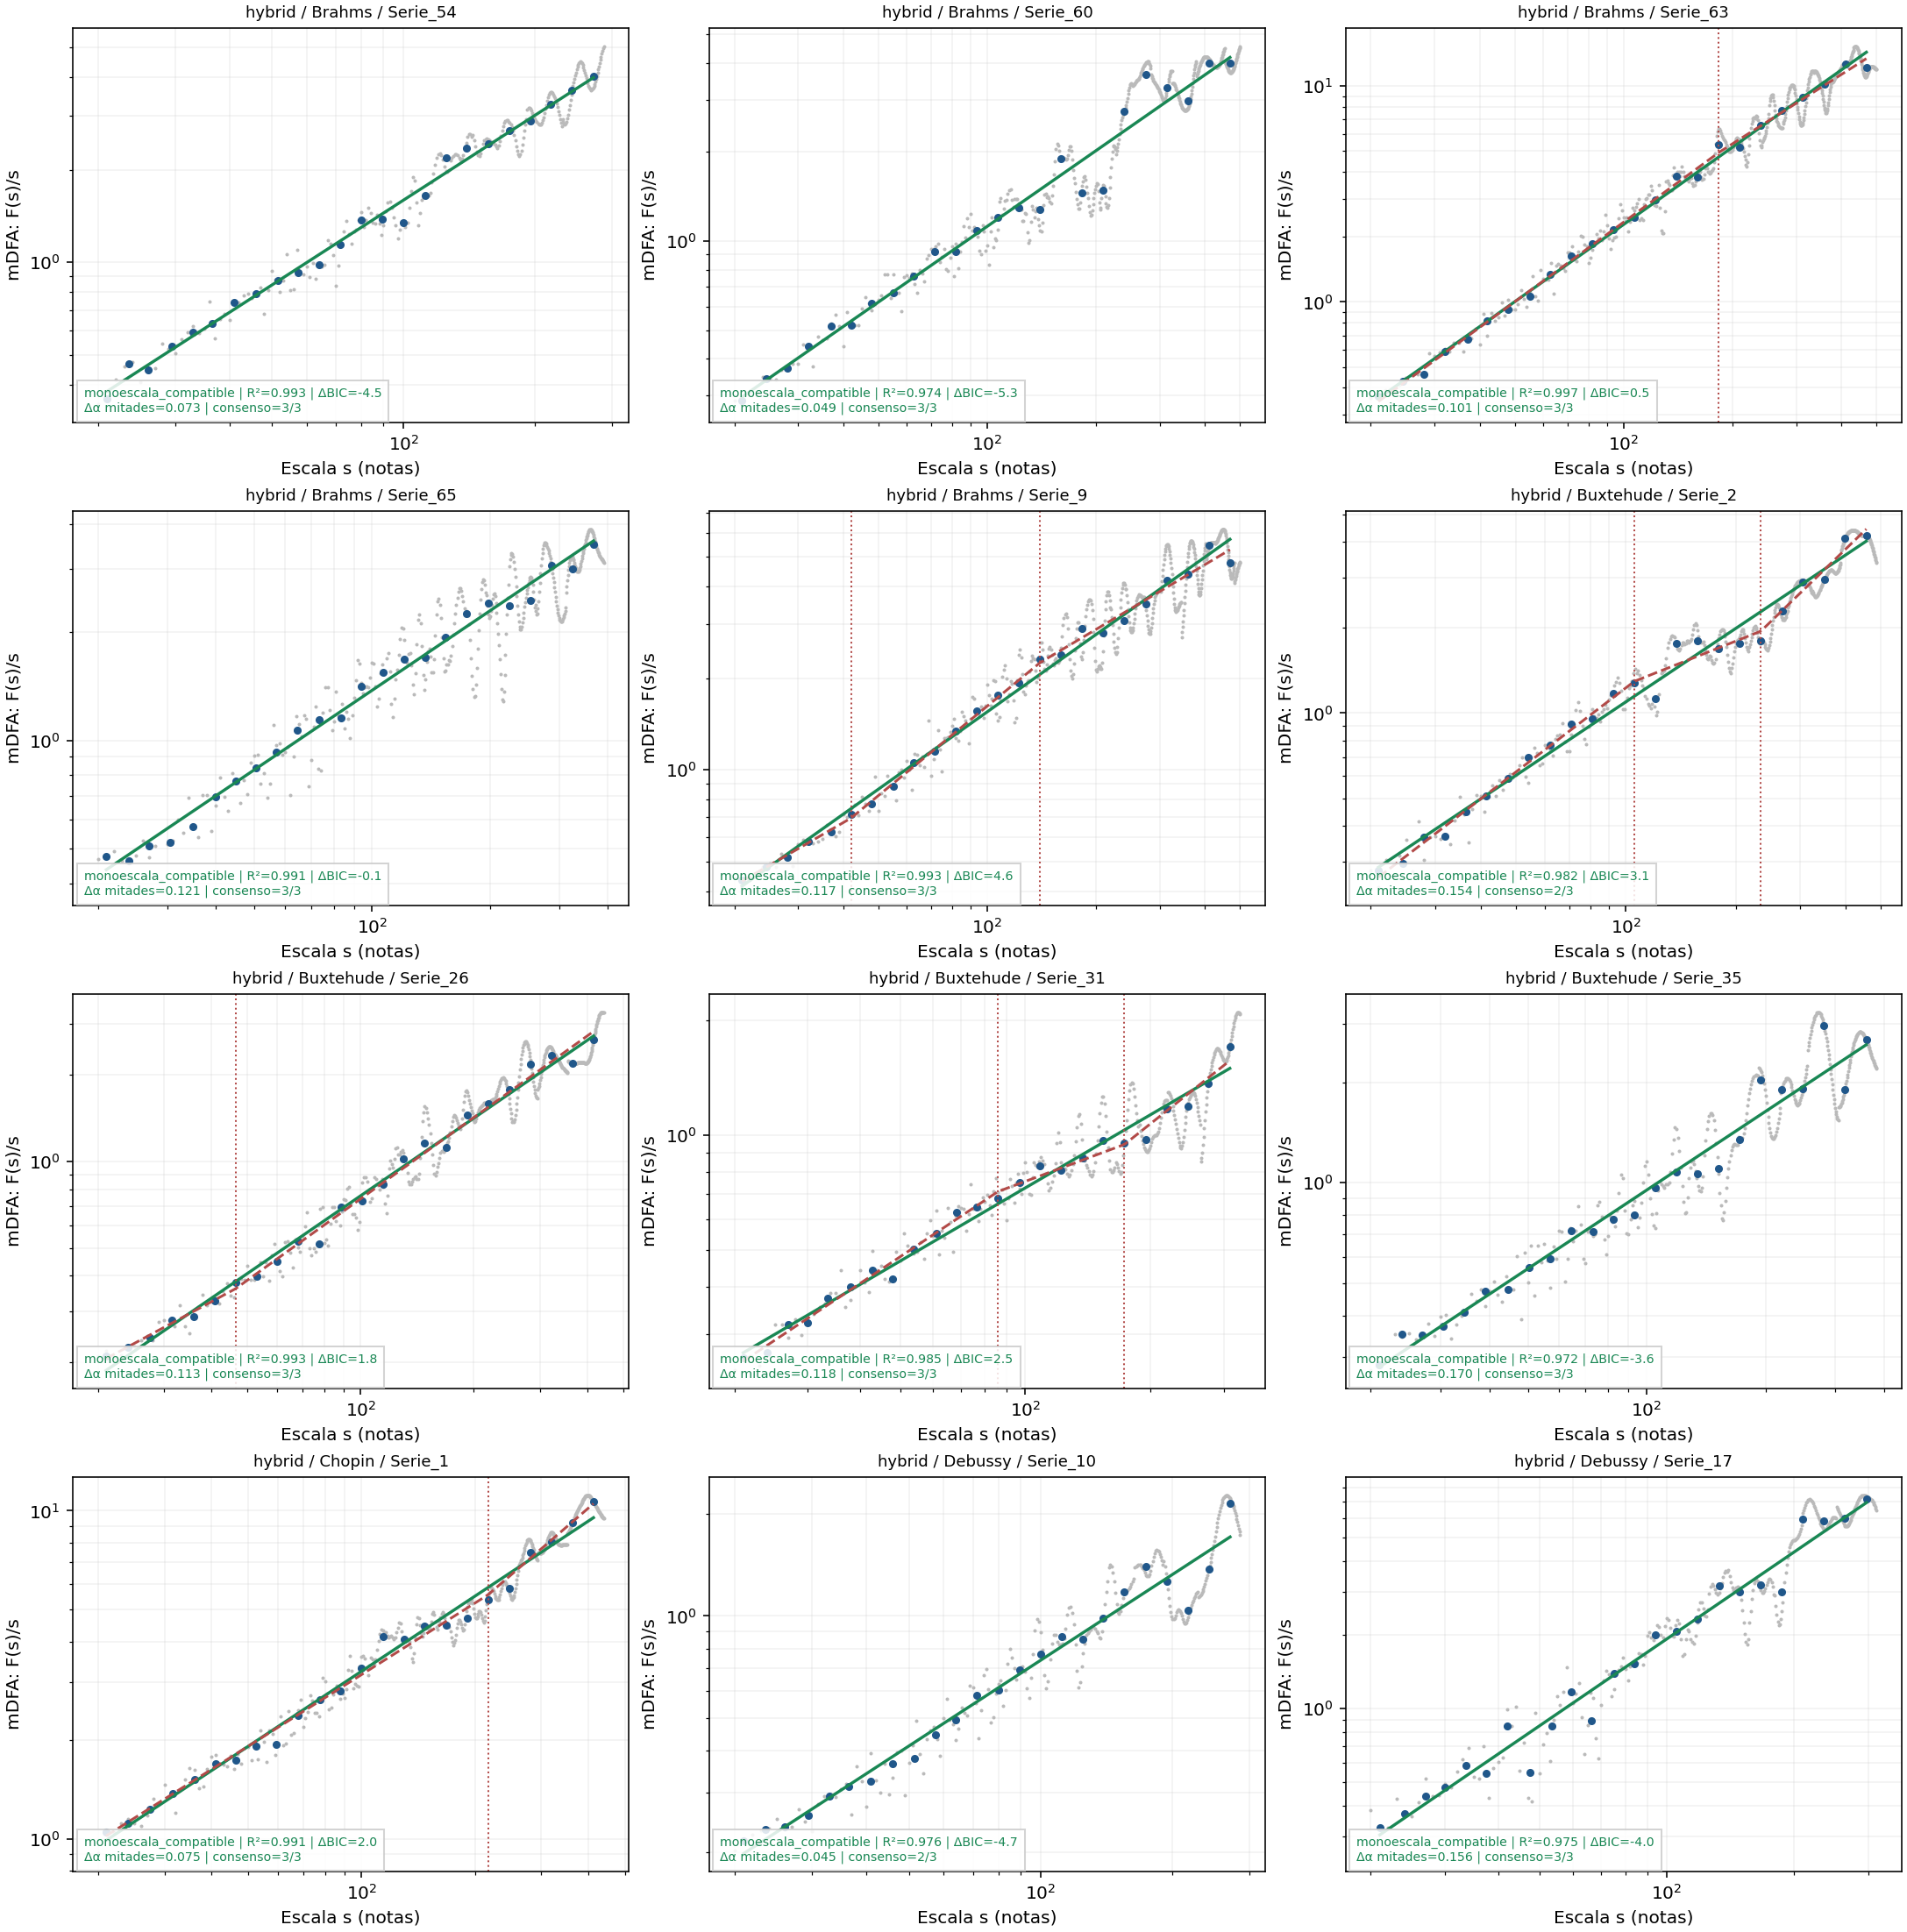 hybrid / Brahms / Serie_54
mDFA: F(s)/s
10⁰
monoescala_compatible | R²=0.993 | ΔBIC=-4.5
Δα mitades=0.073 | consenso=3/3
10²
Escala s (notas)
hybrid / Brahms / Serie_60
mDFA: F(s)/s
10⁰
monoescala_compatible | R²=0.974 | ΔBIC=-5.3
Δα mitades=0.049 | consenso=3/3
10²
Escala s (notas)
hybrid / Brahms / Serie_63
mDFA: F(s)/s
10¹
10⁰
monoescala_compatible | R²=0.997 | ΔBIC=0.5
Δα mitades=0.101 | consenso=3/3
10²
Escala s (notas)
hybrid / Brahms / Serie_65
mDFA: F(s)/s
10⁰
monoescala_compatible | R²=0.991 | ΔBIC=-0.1
Δα mitades=0.121 | consenso=3/3
10²
Escala s (notas)
hybrid / Brahms / Serie_9
mDFA: F(s)/s
10⁰
monoescala_compatible | R²=0.993 | ΔBIC=4.6
Δα mitades=0.117 | consenso=3/3
10²
Escala s (notas)
hybrid / Buxtehude / Serie_2
mDFA: F(s)/s
10⁰
monoescala_compatible | R²=0.982 | ΔBIC=3.1
Δα mitades=0.154 | consenso=2/3
10²
Escala s (notas)
hybrid / Buxtehude / Serie_26
mDFA: F(s)/s
10⁰
monoescala_compatible | R²=0.993 | ΔBIC=1.8
Δα mitades=0.113 | consenso=3/3
10²
Escala s (notas)
hybrid / Buxtehude / Serie_31
mDFA: F(s)/s
10⁰
monoescala_compatible | R²=0.985 | ΔBIC=2.5
Δα mitades=0.118 | consenso=3/3
10²
Escala s (notas)
hybrid / Buxtehude / Serie_35
mDFA: F(s)/s
10⁰
monoescala_compatible | R²=0.972 | ΔBIC=-3.6
Δα mitades=0.170 | consenso=3/3
10²
Escala s (notas)
hybrid / Chopin / Serie_1
mDFA: F(s)/s
10¹
10⁰
monoescala_compatible | R²=0.991 | ΔBIC=2.0
Δα mitades=0.075 | consenso=3/3
10²
Escala s (notas)
hybrid / Debussy / Serie_10
mDFA: F(s)/s
10⁰
monoescala_compatible | R²=0.976 | ΔBIC=-4.7
Δα mitades=0.045 | consenso=2/3
10²
Escala s (notas)
hybrid / Debussy / Serie_17
mDFA: F(s)/s
10⁰
monoescala_compatible | R²=0.975 | ΔBIC=-4.0
Δα mitades=0.156 | consenso=3/3
10²
Escala s (notas)